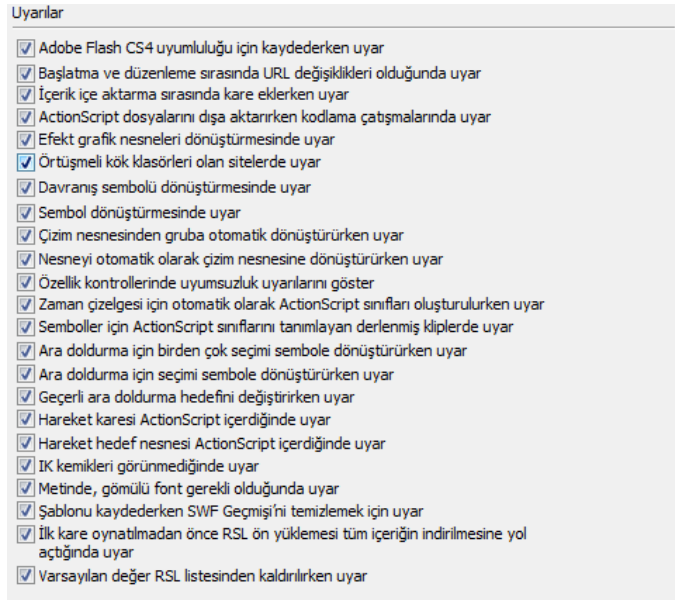 Uyarılar
Adobe Flash CS4 uyumluluğu için kaydederken uyar
Başlatma ve düzenleme sırasında URL değişiklikleri olduğunda uyar
İçerik içe aktarma sırasında kare eklerken uyar
ActionScript dosyalarını dışa aktarırken kodlama çatışmalarında uyar
Efekt grafik nesneleri dönüştürmesinde uyar
Örtüşmeli kök klasörleri olan sitelerde uyar
Davranış sembolü dönüştürmesinde uyar
Sembol dönüştürmesinde uyar
Çizim nesnesinden gruba otomatik dönüştürürken uyar
Nesneyi otomatik olarak çizim nesnesine dönüştürürken uyar
Özellik kontrollerinde uyumsuzluk uyarılarını göster
Zaman çizelgesi için otomatik olarak ActionScript sınıfları oluşturulurken uyar
Semboller için ActionScript sınıflarını tanımlayan derlenmiş kliplerde uyar
Ara doldurma için birden çok seçimi sembole dönüştürürken uyar
Ara doldurma için seçimi sembole dönüştürürken uyar
Geçerli ara doldurma hedefini değiştirirken uyar
Hareket karesi ActionScript içerdiğinde uyar
Hareket hedef nesnesi ActionScript içerdiğinde uyar
IK kemikleri görünmediğinde uyar
Metinde, gömülü font gerekli olduğunda uyar
Şablonu kaydederken SWF Geçmişi'ni temizlemek için uyar
İlk kare oynatılmadan önce RSL ön yüklemesi tüm içeriğin indirilmesine yol
açtığında uyar
Varsayılan değer RSL listesinden kaldırılırken uyar